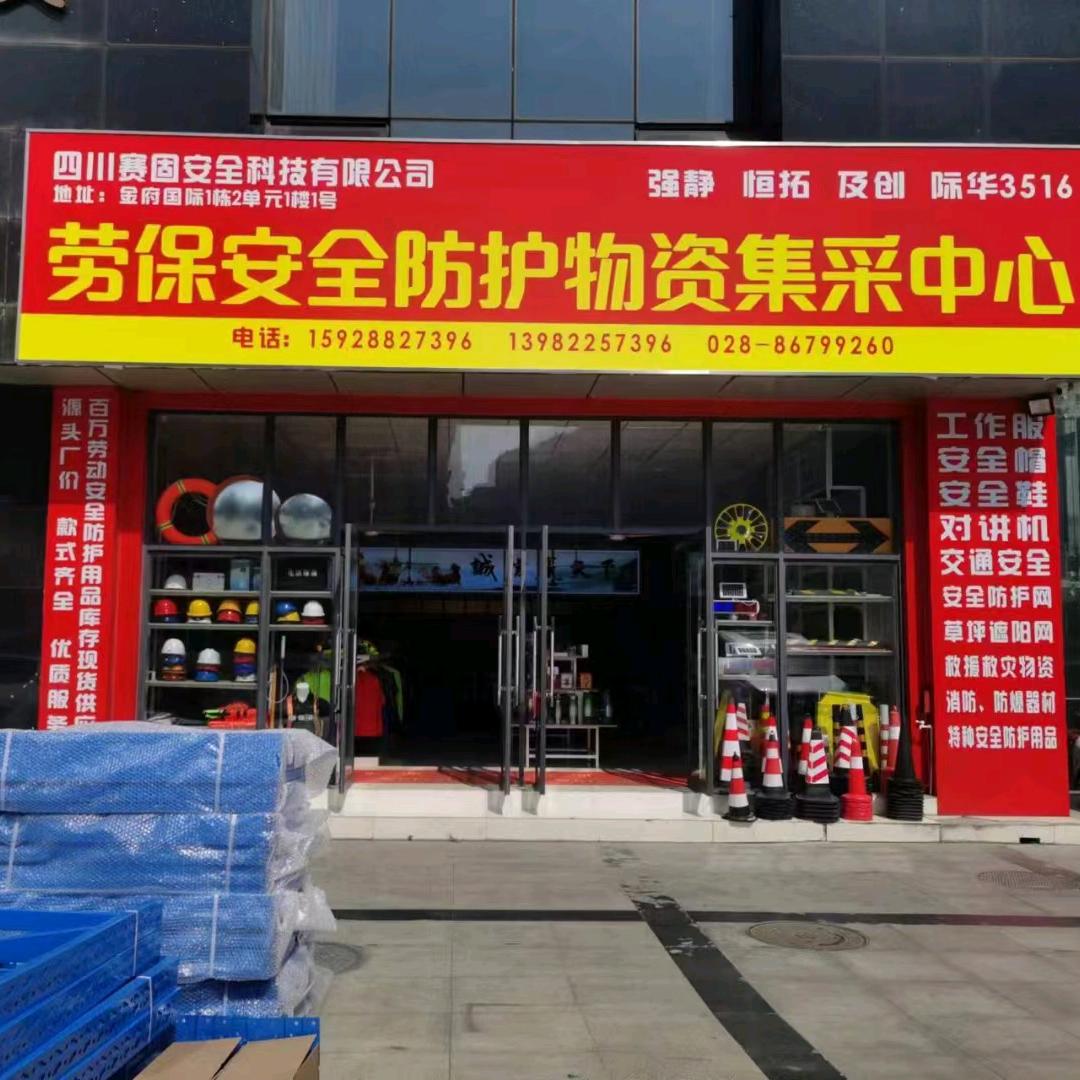 四川赛固安全科技有限公司
地址：金府国际1栋2单元1楼1号
强静 恒拓 及创 际华3516
劳保安全防护物资集采中心
电话：15928827396 13982257396 028-86799260
百万劳动安全防护用品库存现货供应
源头厂价 款式齐全 优质服务
工作服
安全帽
安全鞋
对讲机
交通安全
安全防护网
草坪遮阳网
救援救灾物资
消防、防爆器材
特种安全防护用品
诚 天下